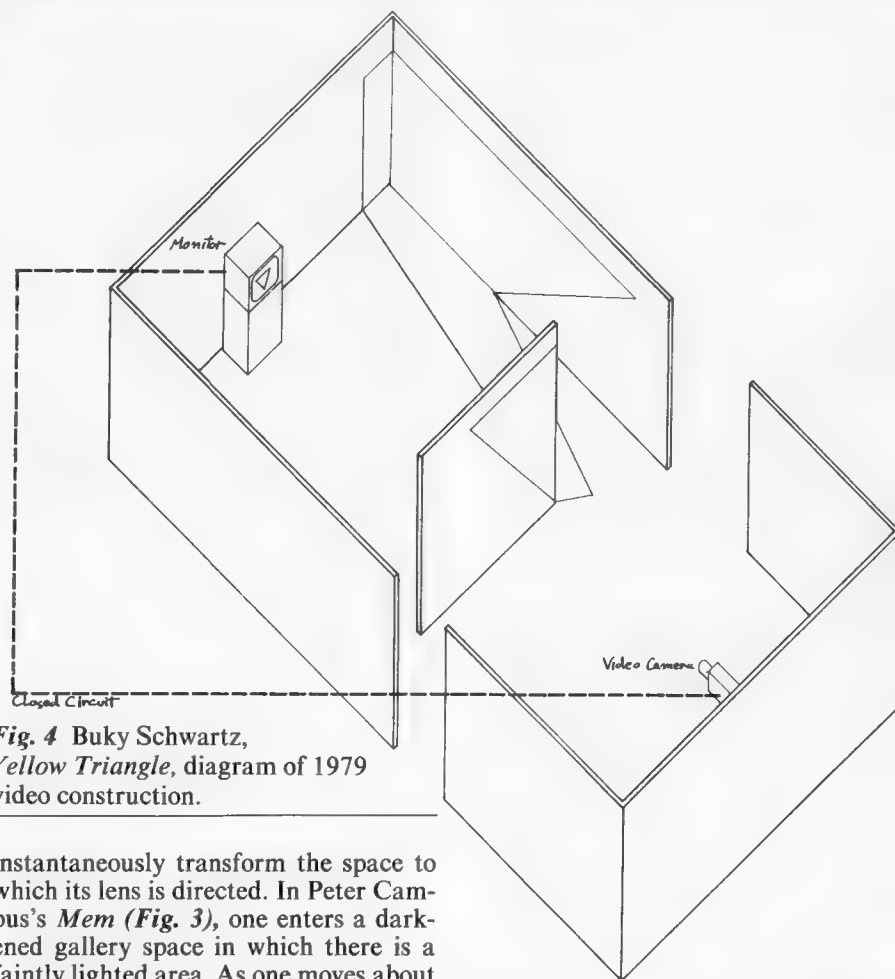 Monitor
Video Camera
Closed Circuit
Fig. 4 Buky Schwartz,
Yellow Triangle, diagram of 1979
video construction.
instantaneously transform the space to
which its lens is directed. In Peter Cam-
pus's Mem (Fig. 3), one enters a dark-
ened gallery space in which there is a
faintly lighted area. As one moves about